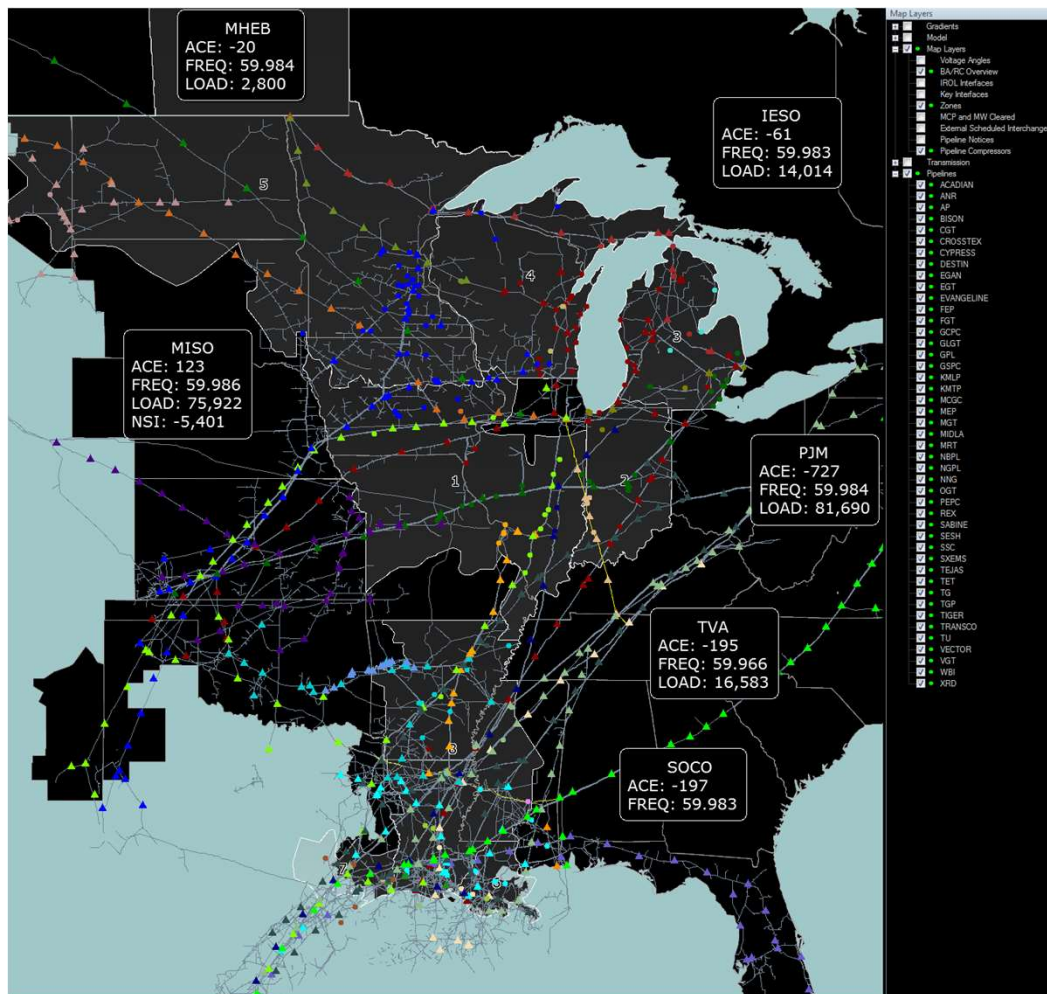 MHEB
ACE: -20
FREQ: 59.984
LOAD: 2,800
IESO
ACE: -61
FREQ: 59.983
LOAD: 14,014
5
4
3
MISO
ACE: 123
FREQ: 59.986
LOAD: 75,922
NSI: -5,401
1
2
PJM
ACE: -727
FREQ: 59.984
LOAD: 81,690
TVA
ACE: -195
FREQ: 59.966
LOAD: 16,583
3
SOCO
ACE: -197
FREQ: 59.983
7
Map Layers
Gradients
Model
Map Layers
Voltage Angles
BA/RC Overview
IROL Interfaces
Key Interfaces
Zones
MCP and MW Cleared
External Scheduled Interchange
Pipeline Notices
Pipeline Compressors
Transmission
Pipelines
ACADIAN
ANR
AP
BISON
CGT
CROSSTEX
CYPRESS
DESTIN
EGAN
EGT
EVANGELINE
FEP
FGT
GCPC
GLGT
GPL
GSPC
KMLP
KMTP
MCGC
MEP
MGT
MIDLA
MRT
NBPL
NGPL
NNG
OGT
PEPC
REX
SABINE
SESH
SSC
SXEMS
TEJAS
TET
TG
TGP
TIGER
TRANSCO
TU
VECTOR
VGT
WBI
XRD